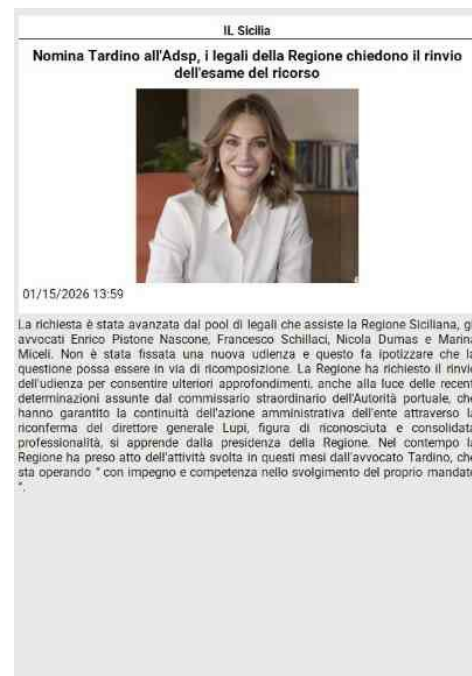 IL Sicilia
Nomina Tardino all'Adsp, i legali della Regione chiedono il rinvio
dell'esame del ricorso
01/15/2026 13:59
La richiesta è stata avanzata dal pool di legali che assiste la Regione Siciliana, gl
avvocati Enrico Pistone Nascone, Francesco Schillaci, Nicola Dumas e Marina
Miceli. Non è stata fissata una nuova udienza e questo fa ipotizzare che la
questione possa essere in via di ricomposizione. La Regione ha richiesto il rinvio
dell'udienza per consentire ulteriori approfondimenti, anche alla luce delle recent
determinazioni assunte dal commissario straordinario dell'Autorità portuale, che
hanno garantito la continuità dell'azione amministrativa dell'ente attraverso la
riconferma del direttore generale Lupi, figura di riconosciuta e consolidata
professionalità, si apprende dalla presidenza della Regione. Nel contempo la
Regione ha preso atto dell'attività svolta in questi mesi dall'avvocato Tardino, che
sta operando " con impegno e competenza nello svolgimento del proprio mandato
".